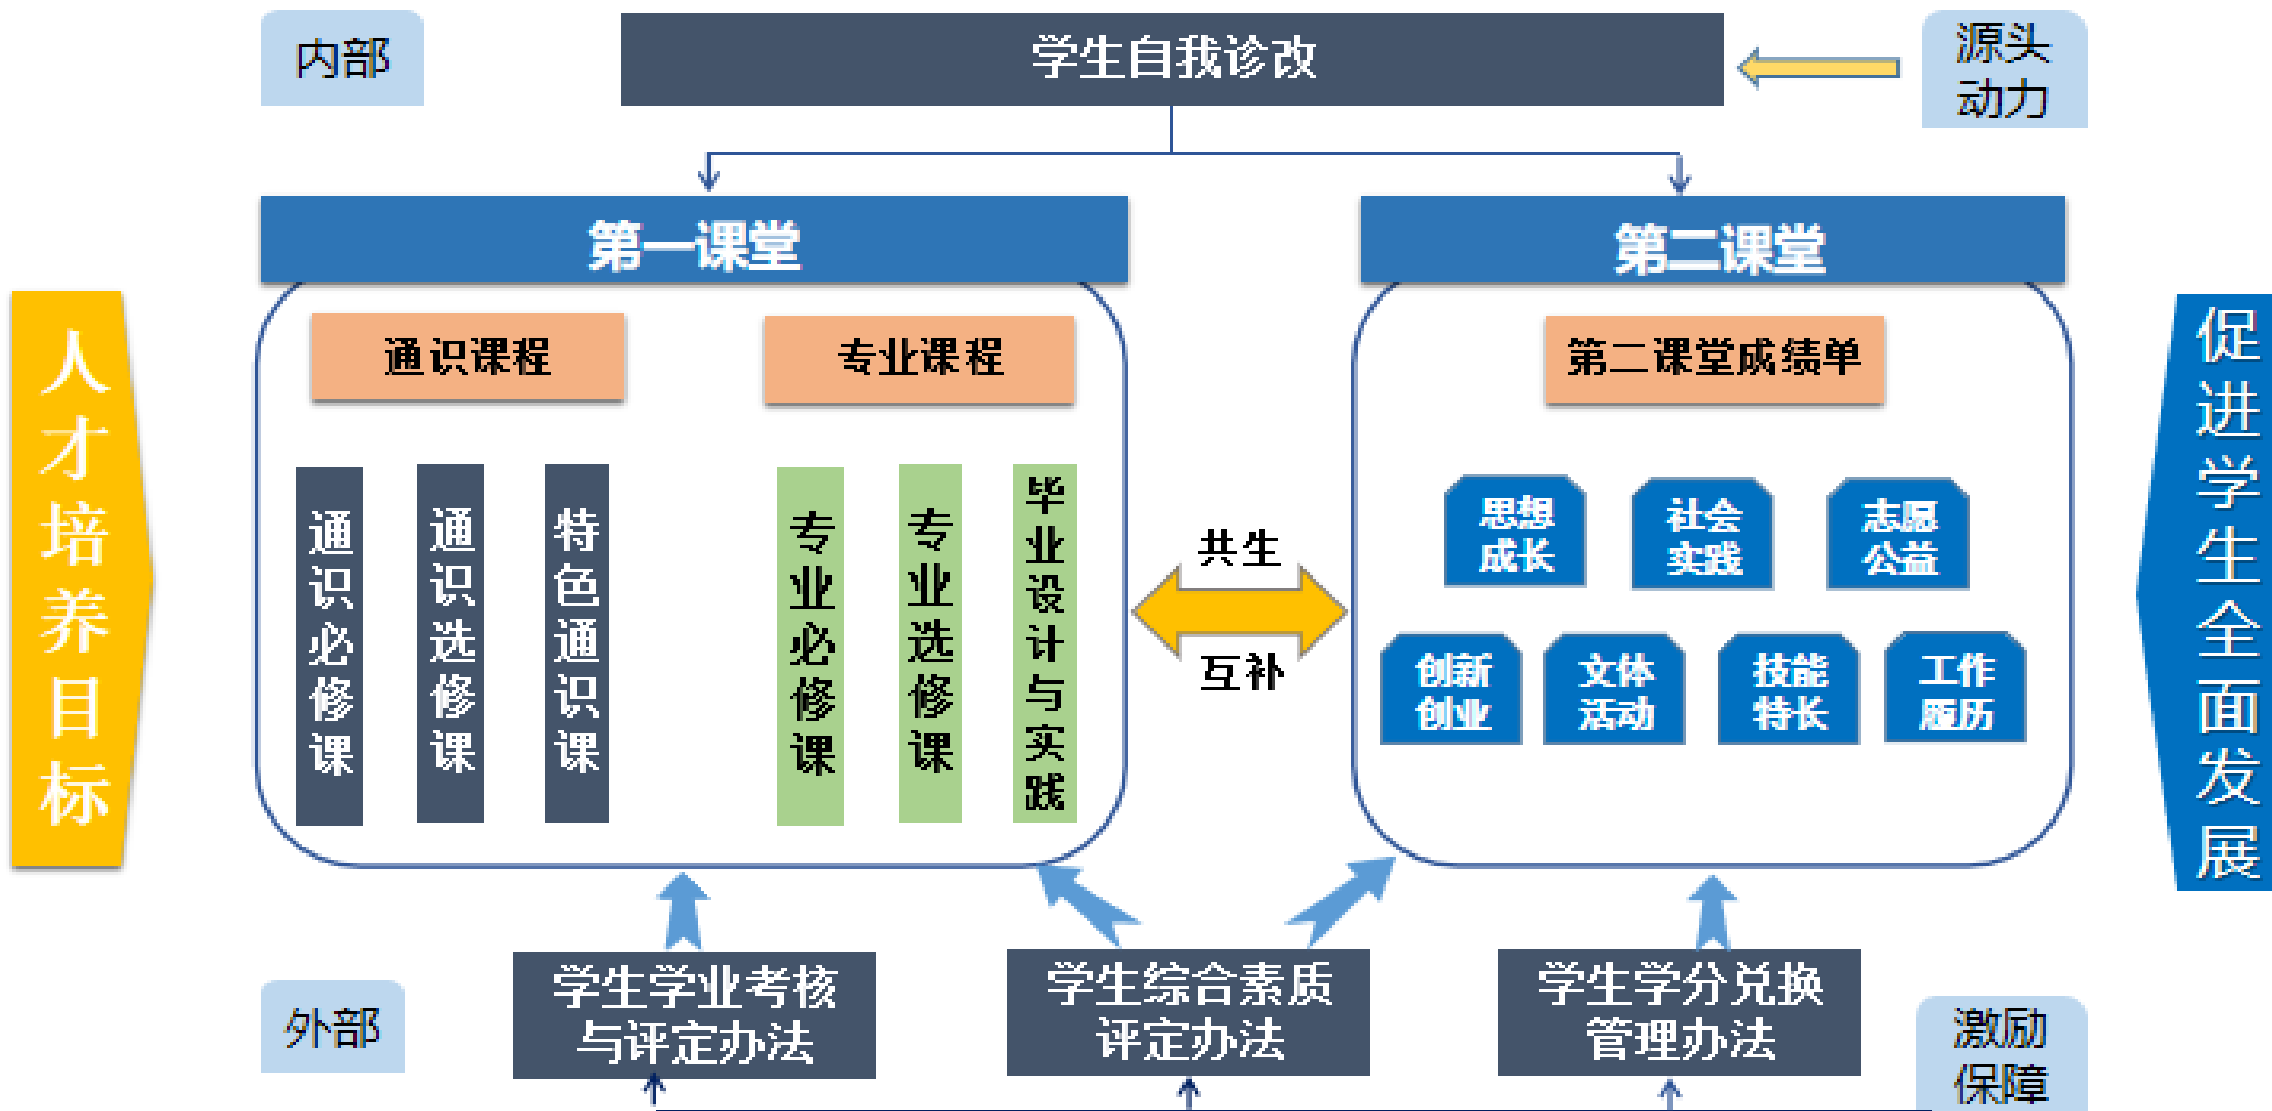 内部
学生自我诊改
源头
动力
第一课堂
第二课堂
人才培养目标
通识课程
专业课程
第二课堂成绩单
通识必修课
通识选修课
特色通识课
专业必修课
专业选修课
毕业设计与实践
共生
互补
思想
成长
社会
实践
志愿
公益
创新
创业
文体
活动
技能
特长
工作
履历
促进学生全面发展
外部
学生学业考核
与评定办法
学生综合素质
评定办法
学生学分兑换
管理办法
激励
保障